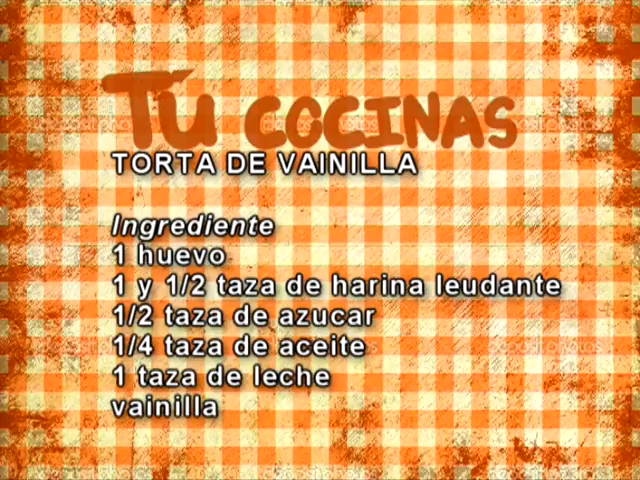 TÚ COCINAS
TORTA DE VAINILLA
Ingrediente
1 huevo
1 y 1/2 taza de harina leudante
1/2 taza de azucar
1/4 taza de aceite
1 taza de leche
vainilla